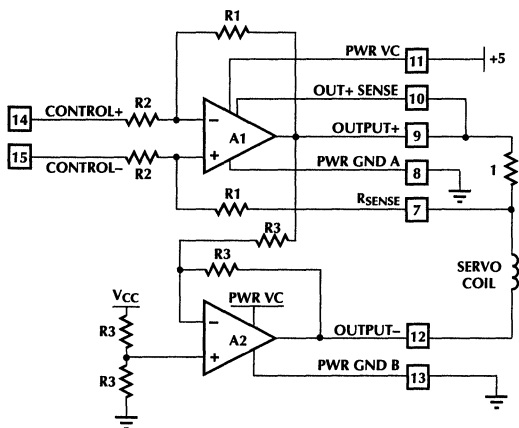 R1
PWR VC 11 +5
OUT+ SENSE 10
14 CONTROL+ R2
− A1 OUTPUT+ 9
15 CONTROL− R2 +
PWR GND A 8
1
R1 RSENSE 7
R3
R3
SERVO
COIL
VCC PWR VC
R3 − A2 OUTPUT− 12
R3 +
PWR GND B 13